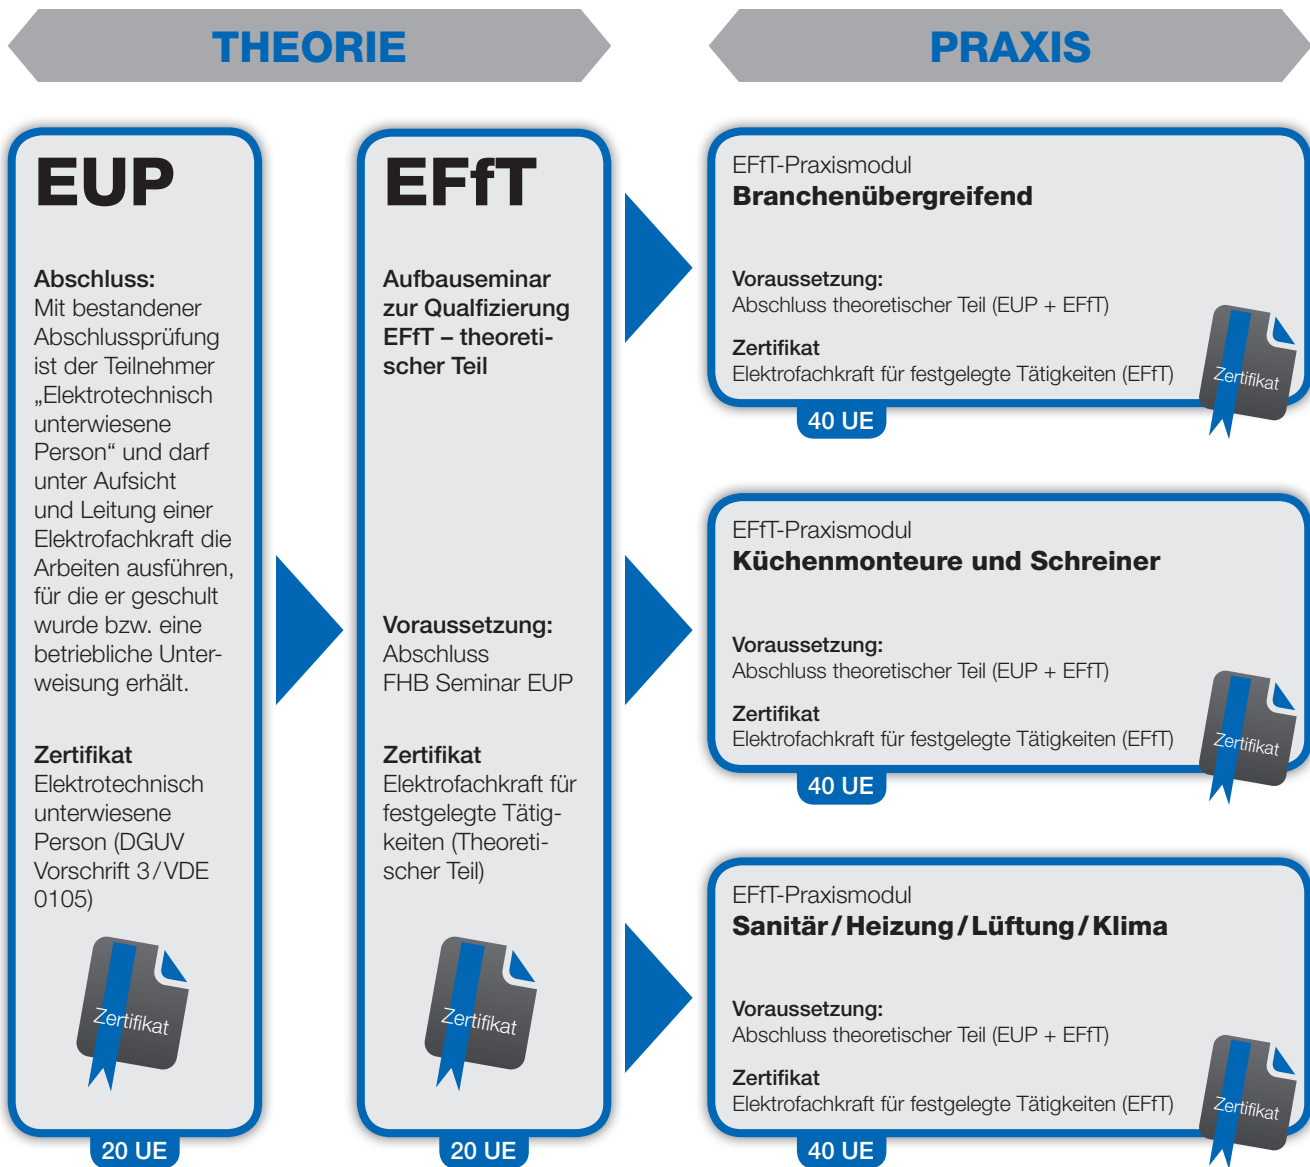 THEORIE
PRAXIS
EUP
Abschluss:
Mit bestandener
Abschlussprüfung
ist der Teilnehmer
„Elektrotechnisch
unterwiesene
Person“ und darf
unter Aufsicht
und Leitung einer
Elektrofachkraft die
Arbeiten ausführen,
für die er geschult
wurde bzw. eine
betriebliche Unter-
weisung erhält.
Zertifikat
Elektrotechnisch
unterwiesene
Person (DGUV
Vorschrift 3/VDE
0105)
Zertifikat
20 UE
EFfT
Aufbauseminar
zur Qualfizierung
EFfT – theoreti-
scher Teil
Voraussetzung:
Abschluss
FHB Seminar EUP
Zertifikat
Elektrofachkraft für
festgelegte Tätig-
keiten (Theoreti-
scher Teil)
Zertifikat
20 UE
EFfT-Praxismodul
Branchenübergreifend
Voraussetzung:
Abschluss theoretischer Teil (EUP + EFfT)
Zertifikat
Elektrofachkraft für festgelegte Tätigkeiten (EFfT)
Zertifikat
40 UE
EFfT-Praxismodul
Küchenmonteure und Schreiner
Voraussetzung:
Abschluss theoretischer Teil (EUP + EFfT)
Zertifikat
Elektrofachkraft für festgelegte Tätigkeiten (EFfT)
Zertifikat
40 UE
EFfT-Praxismodul
Sanitär/Heizung/Lüftung/Klima
Voraussetzung:
Abschluss theoretischer Teil (EUP + EFfT)
Zertifikat
Elektrofachkraft für festgelegte Tätigkeiten (EFfT)
Zertifikat
40 UE